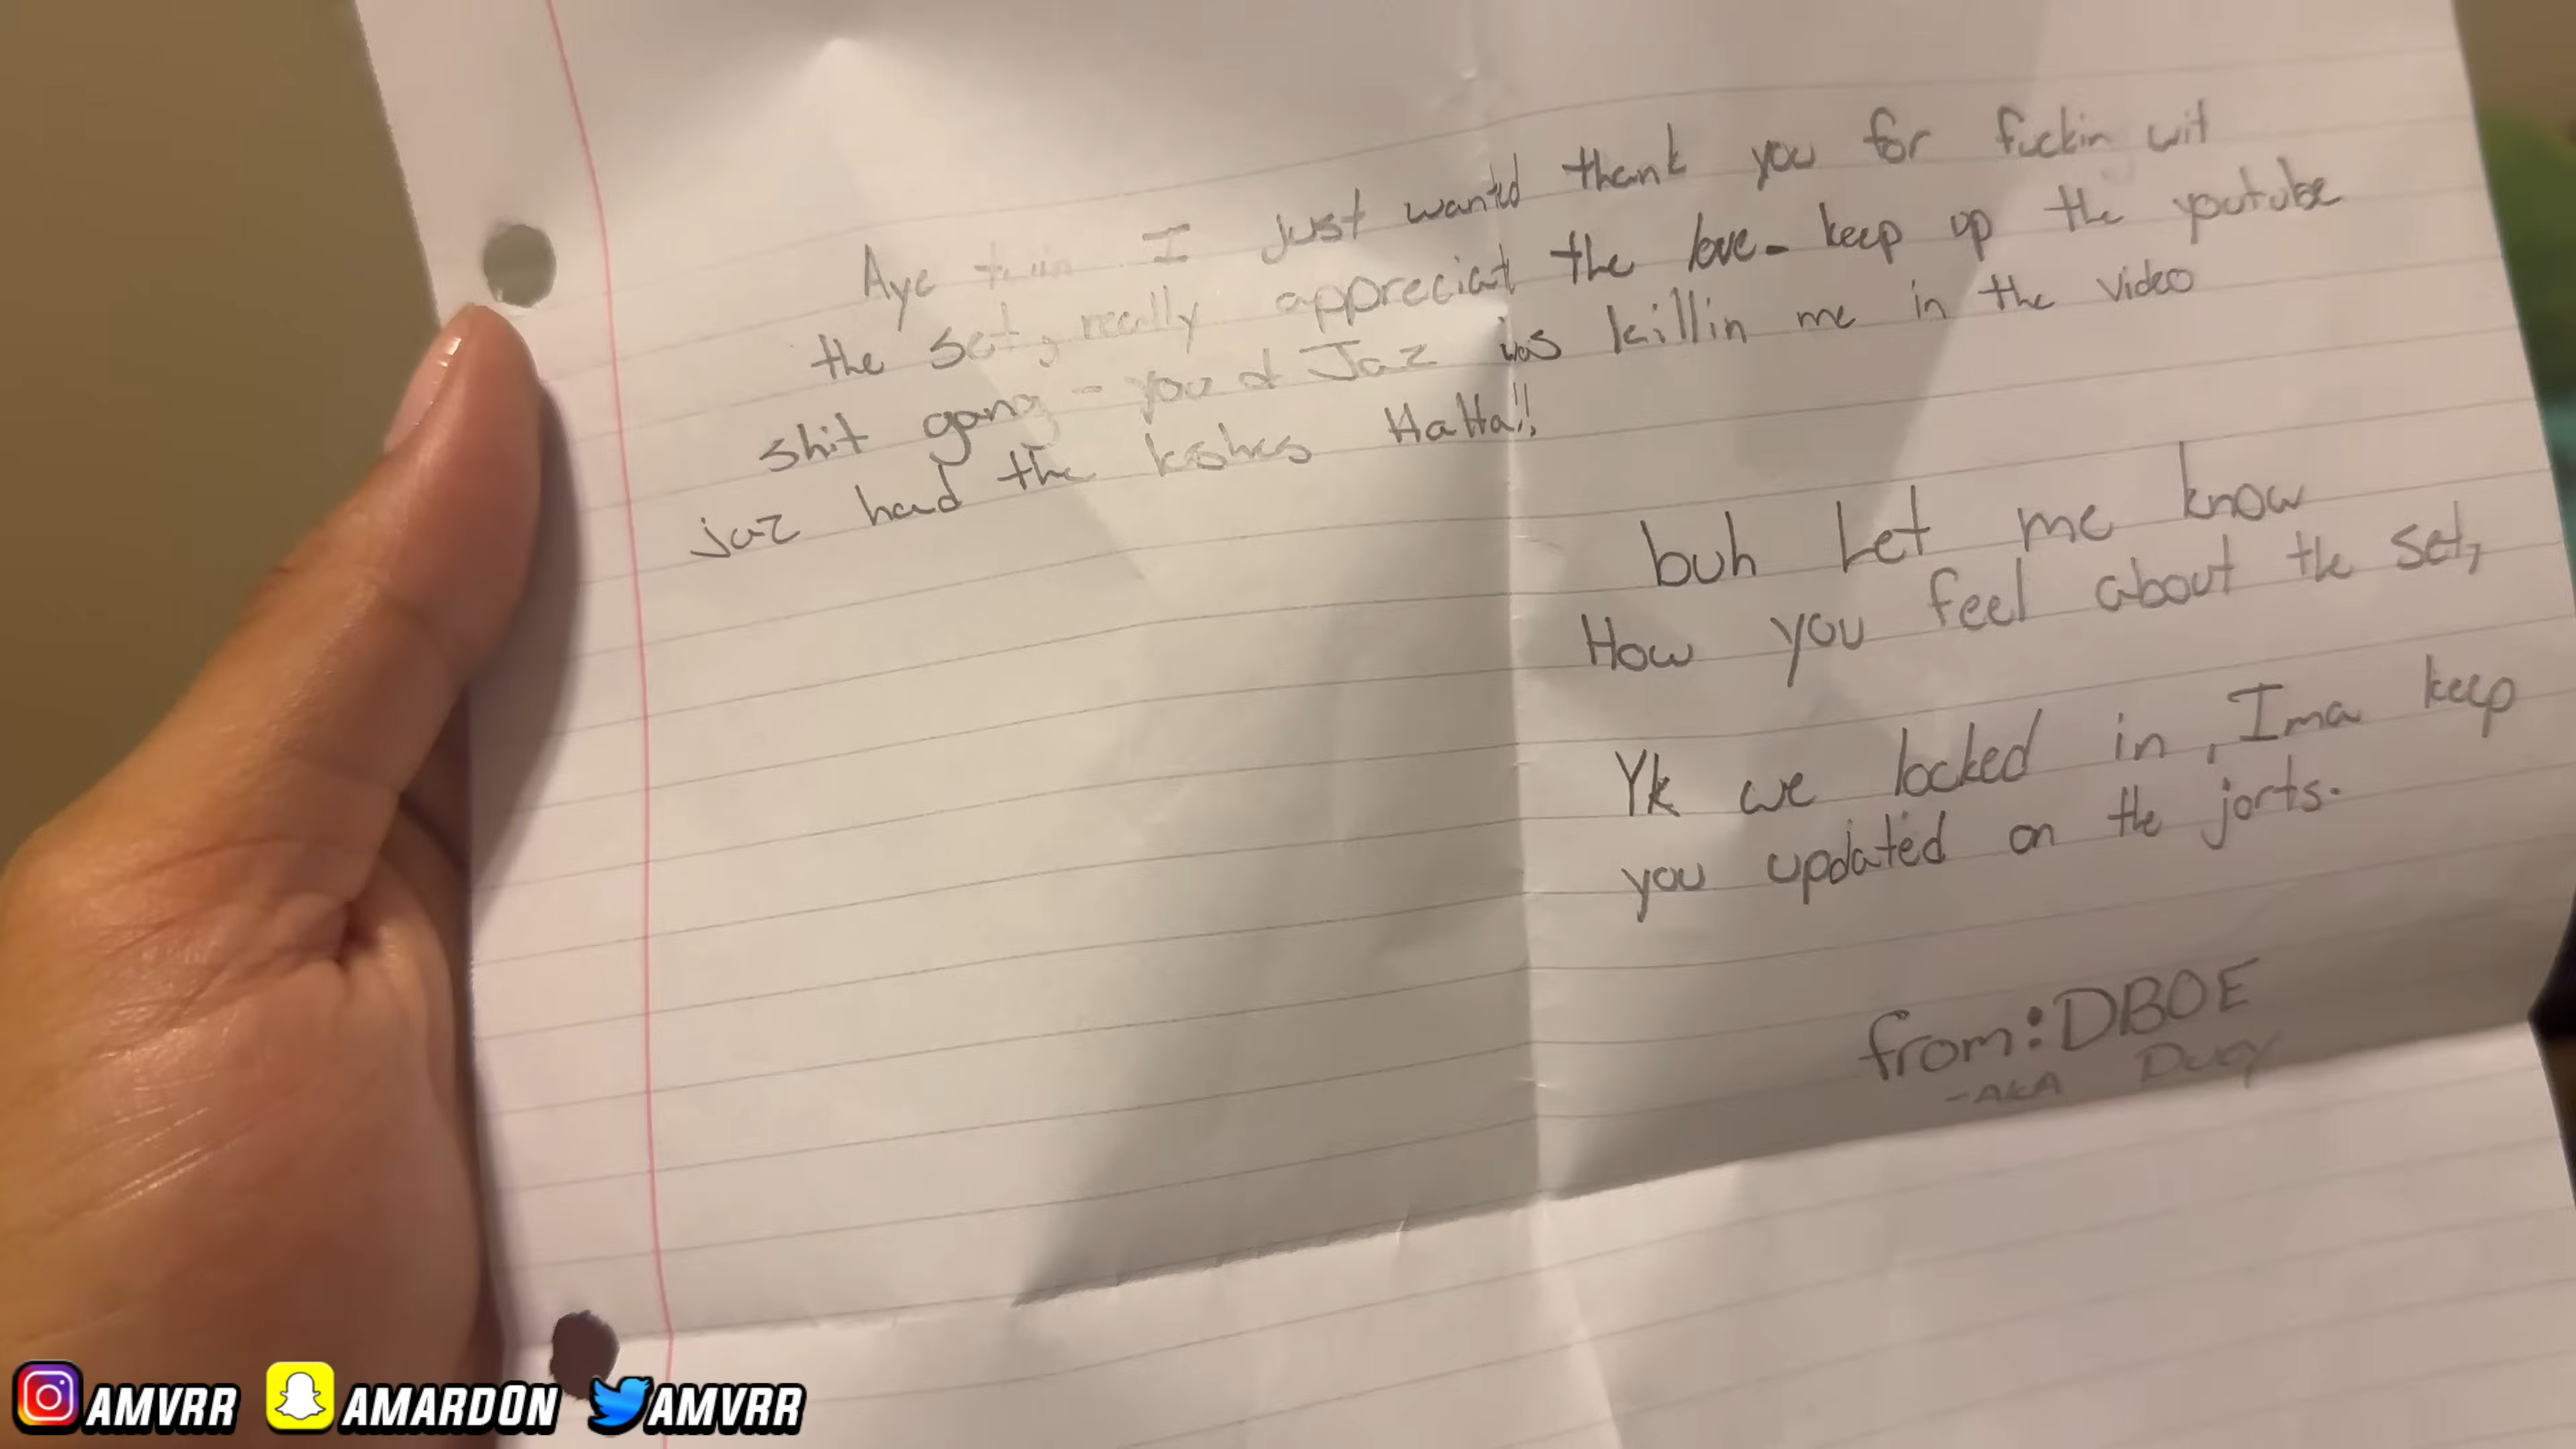 Aye twin I just wanted thank you for fuckin wit
the set, really appreciat the love - keep up the youtube
shit gang - you & Jaz was killin me in the video
jaz had the HaHa!!
buh Let me know
How you feel about the set,
Yk we locked in, Ima keep
you updated on the jorts.
from: DBOE
-AKA Duey
AMVRR AMARDON AMVRR